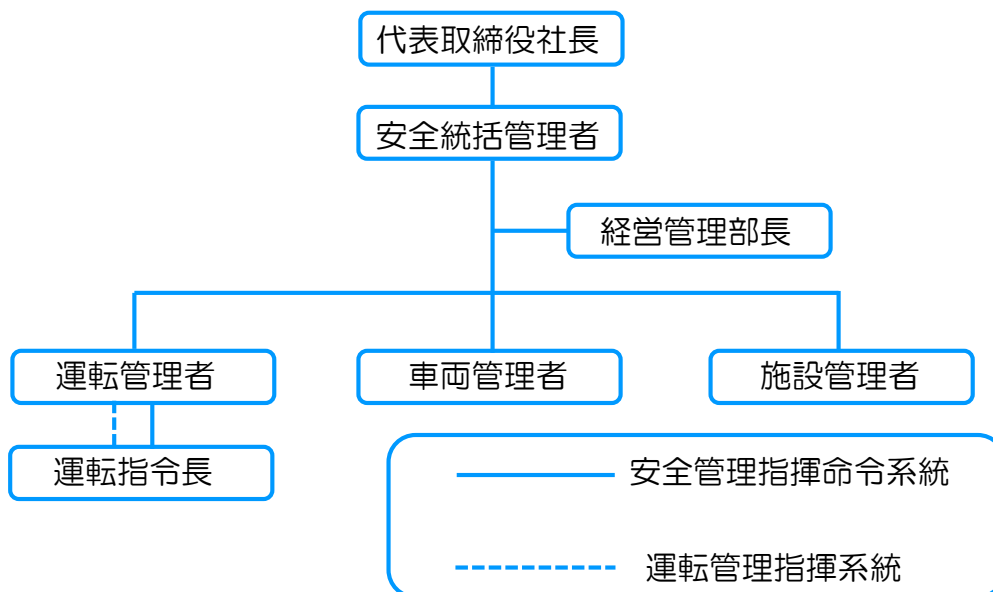 代表取締役社長
安全統括管理者
経営管理部長
運転管理者
車両管理者
施設管理者
運転指令長
安全管理指揮命令系統
運転管理指揮系統